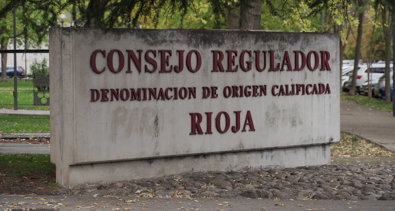 CONSEJO REGULADOR
DENOMINACION DE ORIGEN CALIFICADA
RIOJA